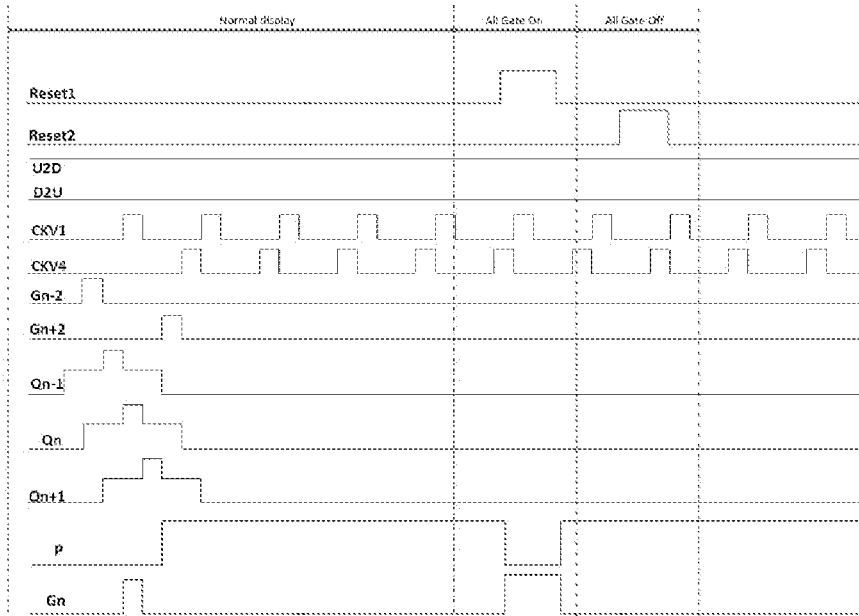 Normal display All Gate On All Gate Off
Reset1
Reset2
U2D
D2U
CKV1
CKV4
Gn-2
Gn+2
Qn-1
Qn
Qn+1
P
Gn